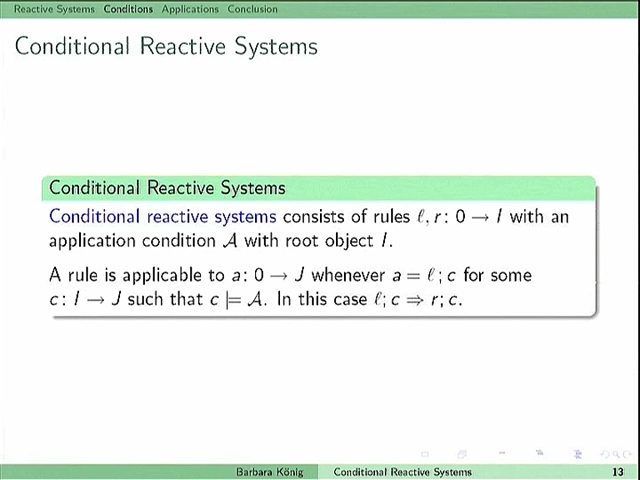 Reactive Systems Conditions Applications Conclusion
Conditional Reactive Systems
Conditional Reactive Systems
Conditional reactive systems consists of rules ℓ, r: 0 → I with an
application condition 𝒜 with root object I.
A rule is applicable to a: 0 → J whenever a = ℓ; c for some
c: I → J such that c ⊨ 𝒜. In this case ℓ; c ⇒ r; c.
Barbara König Conditional Reactive Systems 13